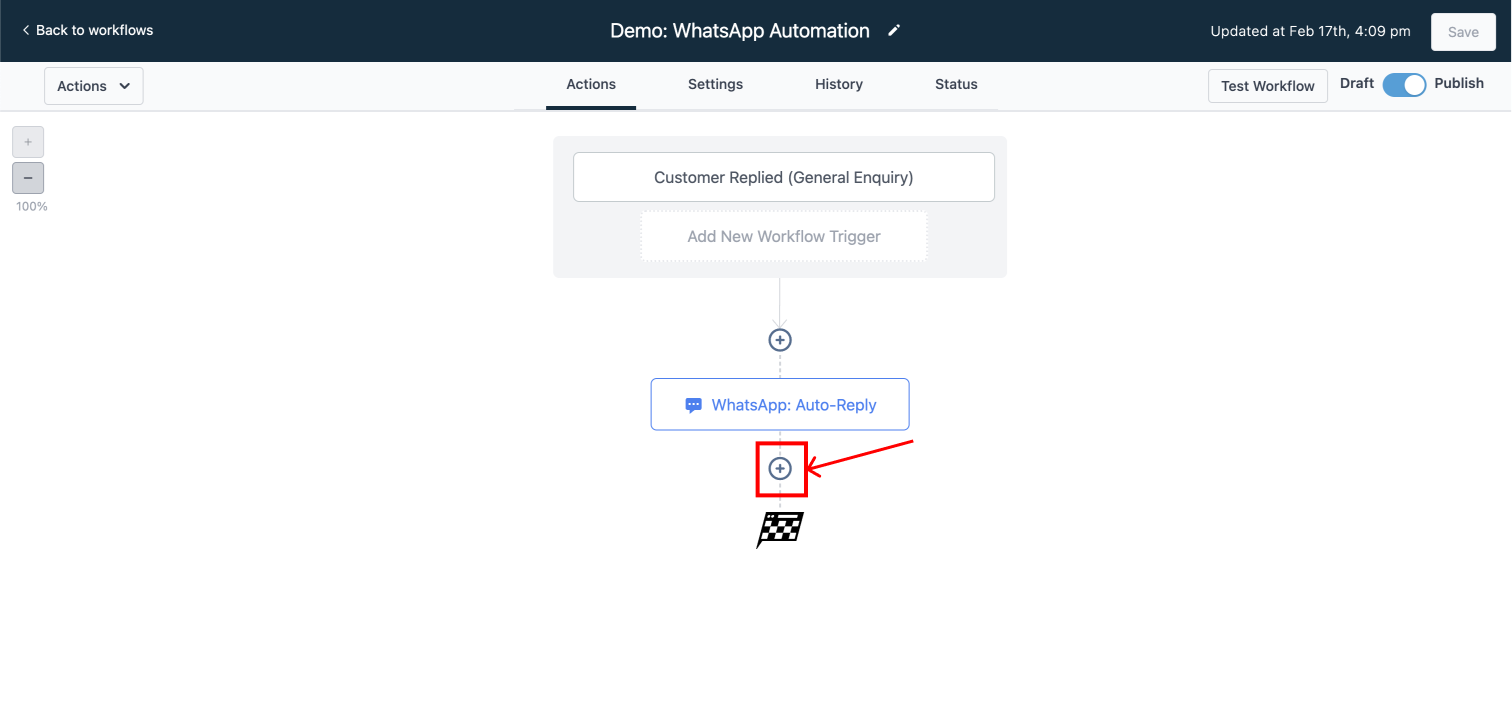 Back to workflows
Demo: WhatsApp Automation
Updated at Feb 17th, 4:09 pm
Save
Actions
Actions
Settings
History
Status
Test Workflow
Draft
Publish
+
−
100%
Customer Replied (General Enquiry)
Add New Workflow Trigger
WhatsApp: Auto-Reply